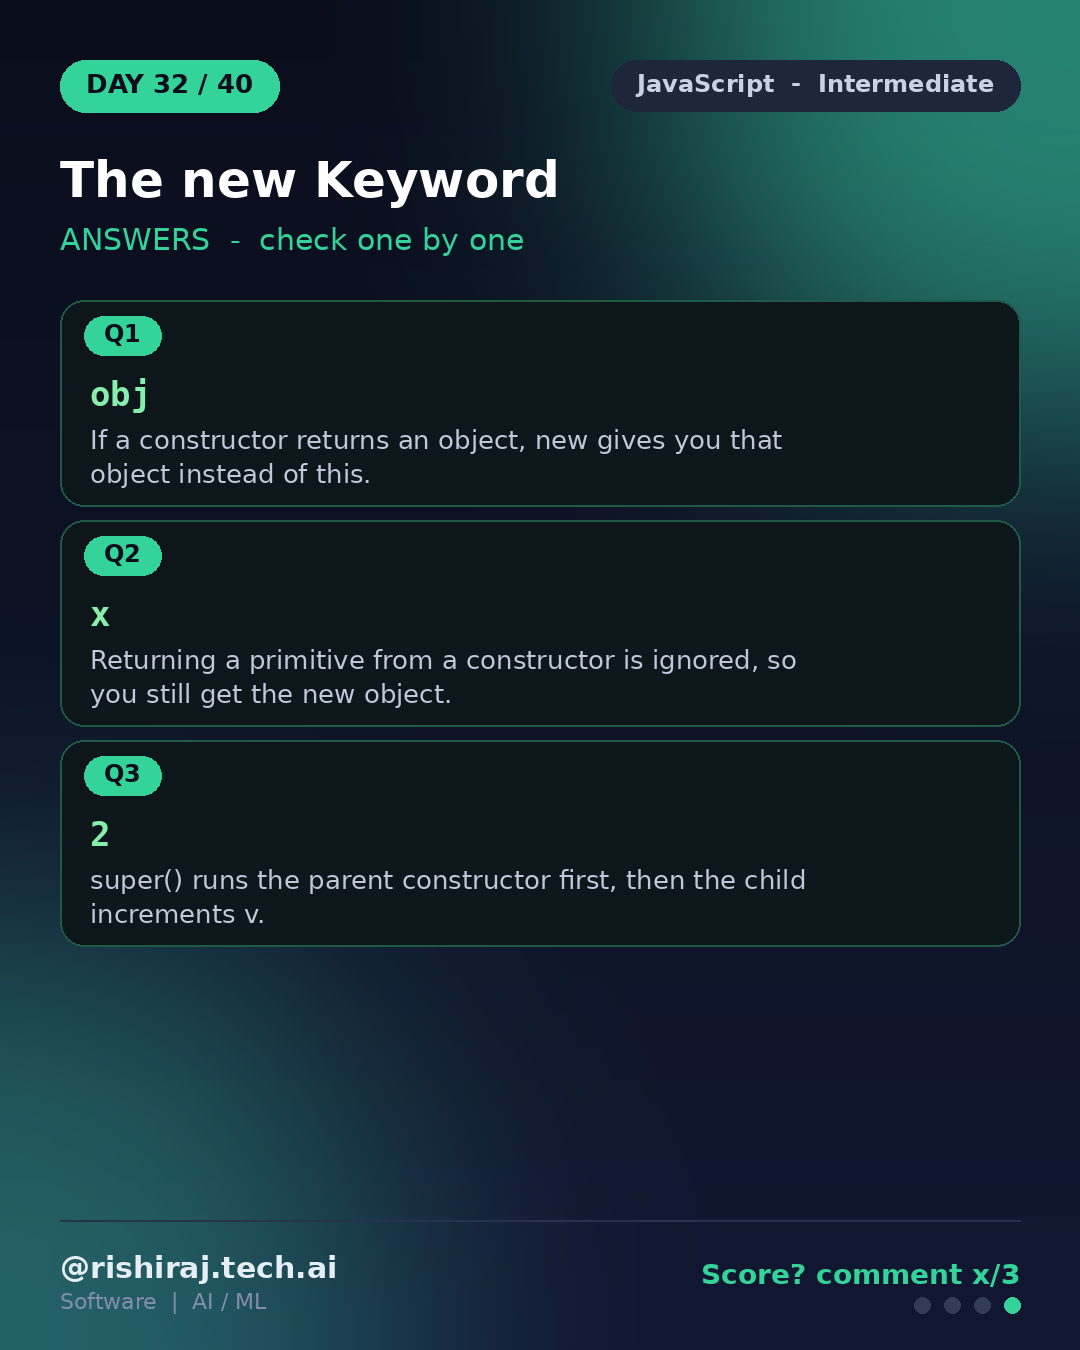 DAY 32 / 40
JavaScript - Intermediate
The new Keyword
ANSWERS - check one by one
Q1
obj
If a constructor returns an object, new gives you that
object instead of this.
Q2
x
Returning a primitive from a constructor is ignored, so
you still get the new object.
Q3
2
super() runs the parent constructor first, then the child
increments v.
@rishiraj.tech.ai
Software | AI / ML
Score? comment x/3